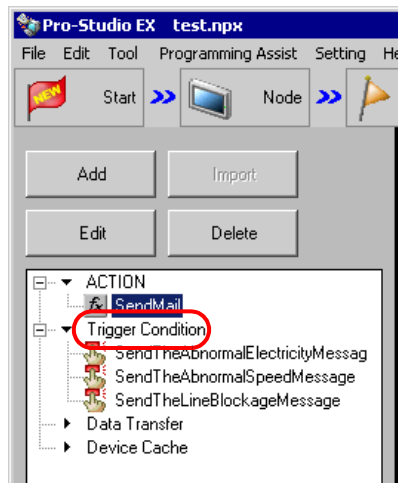 Pro-Studio EX test.npx
File Edit Tool Programming Assist Setting He
NEW Start Node
Add Import
Edit Delete
ACTION
fx SendMail
Trigger Condition
SendTheAbnormalElectricityMessag
SendTheAbnormalSpeedMessage
SendTheLineBlockageMessage
Data Transfer
Device Cache